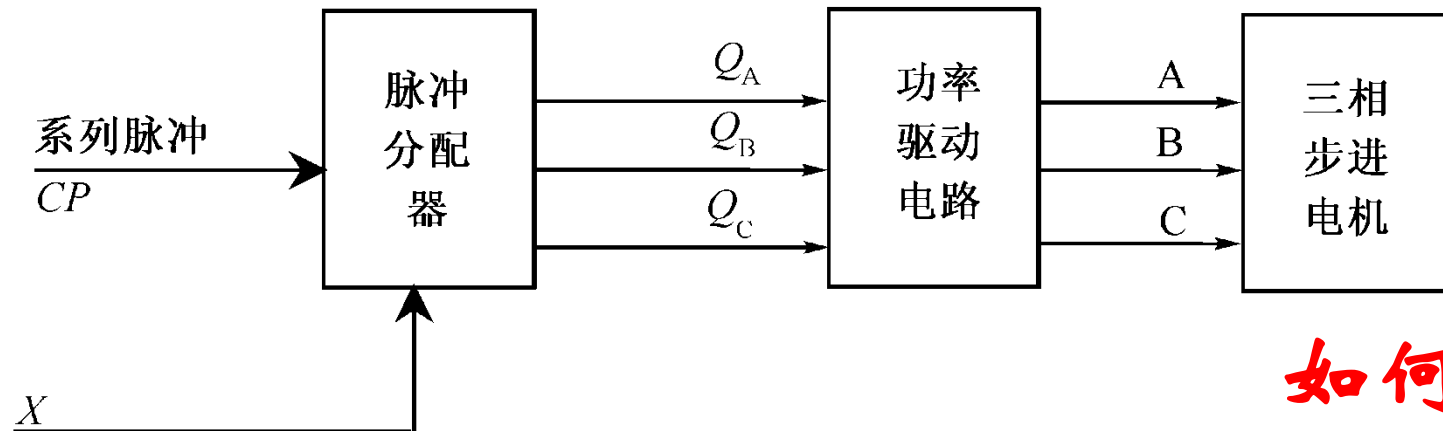 系列脉冲
CP
X
脉冲
分配
器
Q_A
Q_B
Q_C
功率
驱动
电路
A
B
C
三相
步进
电机
如何